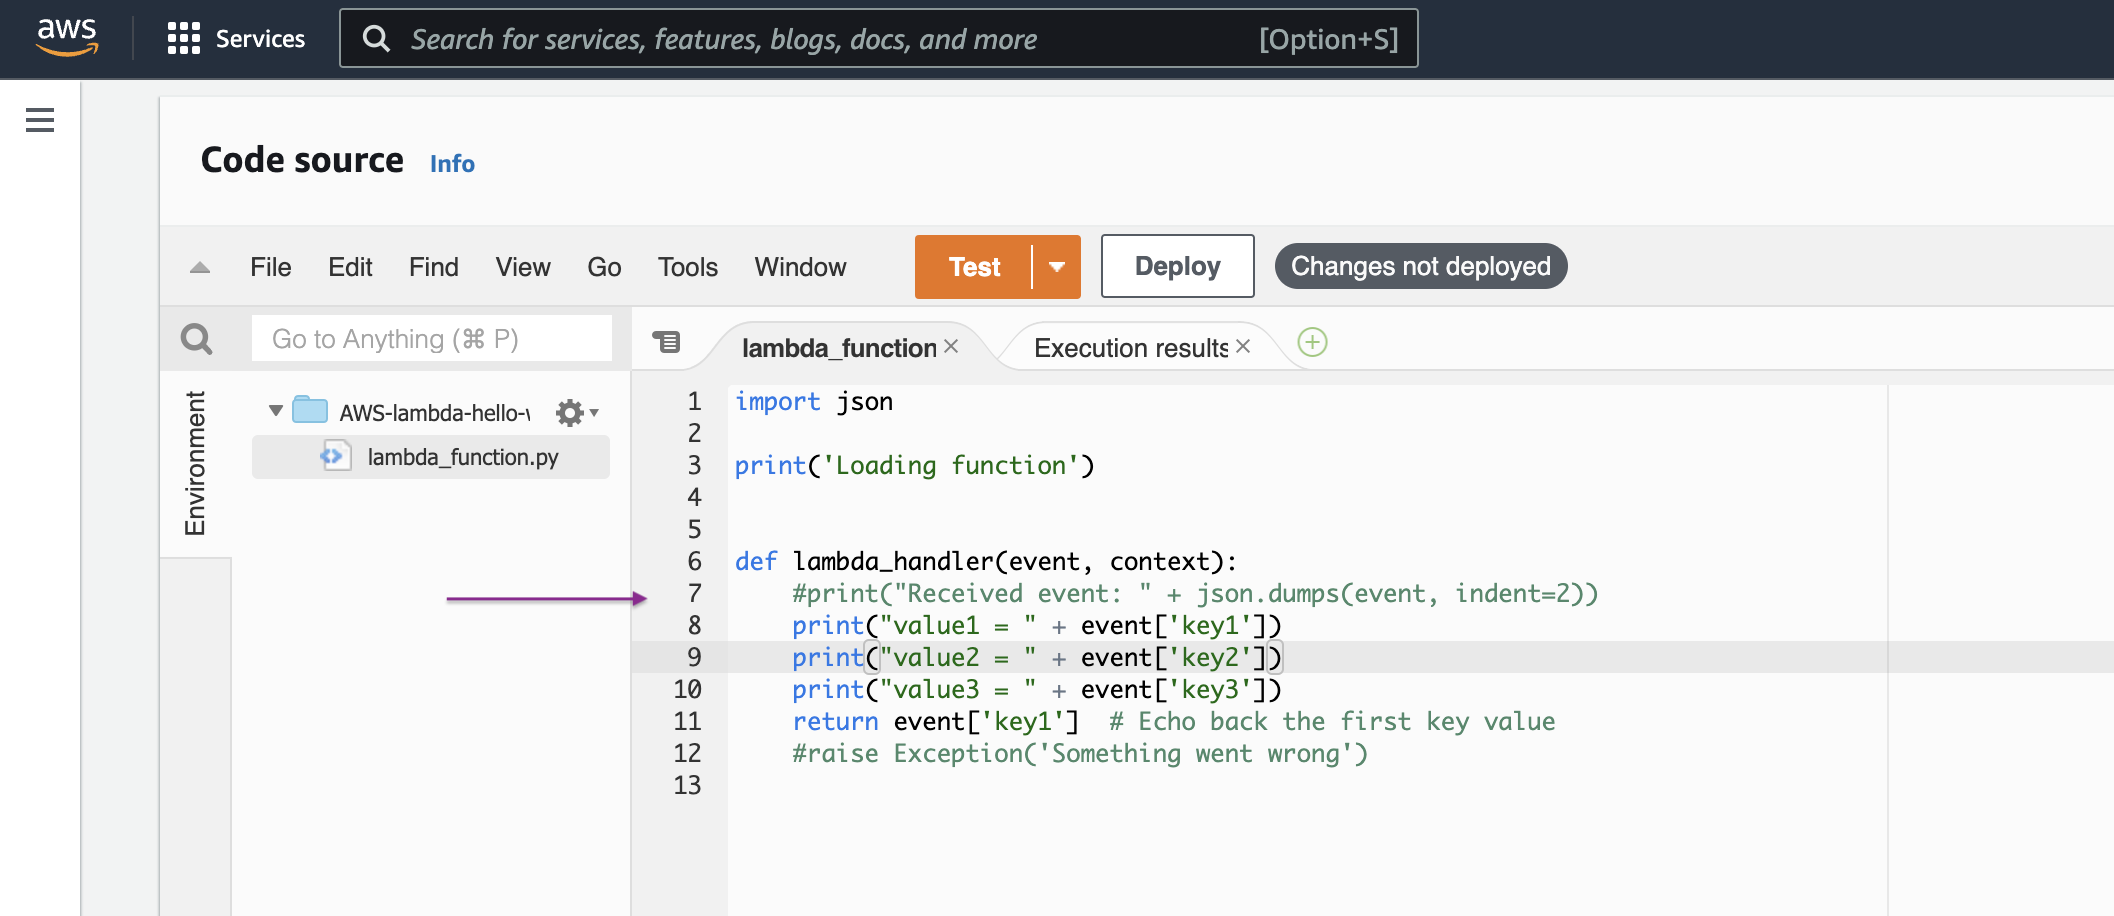 aws
Services
Search for services, features, blogs, docs, and more
[Option+S]
Code source
Info
File
Edit
Find
View
Go
Tools
Window
Test
Deploy
Changes not deployed
Go to Anything (⌘ P)
lambda_function
Execution results
Environment
AWS-lambda-hello-
lambda_function.py
1 import json
2
3 print('Loading function')
4
5
6 def lambda_handler(event, context):
7     #print("Received event: " + json.dumps(event, indent=2))
8     print("value1 = " + event['key1'])
9     print("value2 = " + event['key2'])
10     print("value3 = " + event['key3'])
11     return event['key1']  # Echo back the first key value
12     #raise Exception('Something went wrong')
13